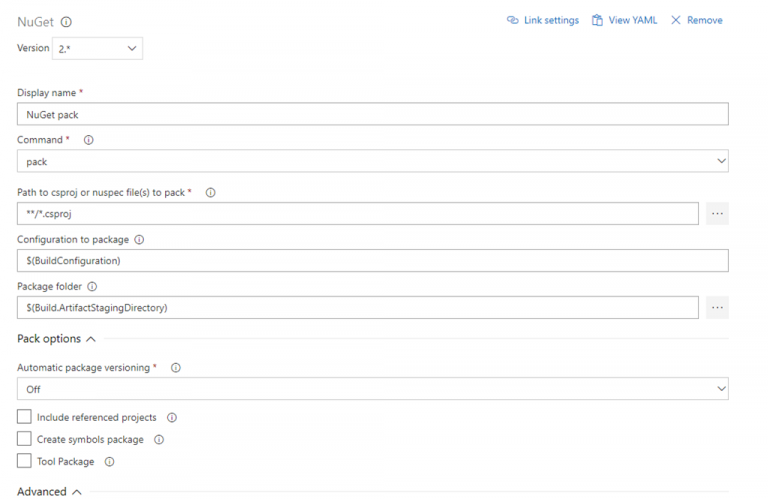 NuGet
Link settings View YAML Remove
Version 2.*
Display name *
NuGet pack
Command *
pack
Path to csproj or nuspec file(s) to pack *
**/*.csproj
...
Configuration to package
$(BuildConfiguration)
Package folder
$(Build.ArtifactStagingDirectory)
...
Pack options
Automatic package versioning *
Off
Include referenced projects
Create symbols package
Tool Package
Advanced